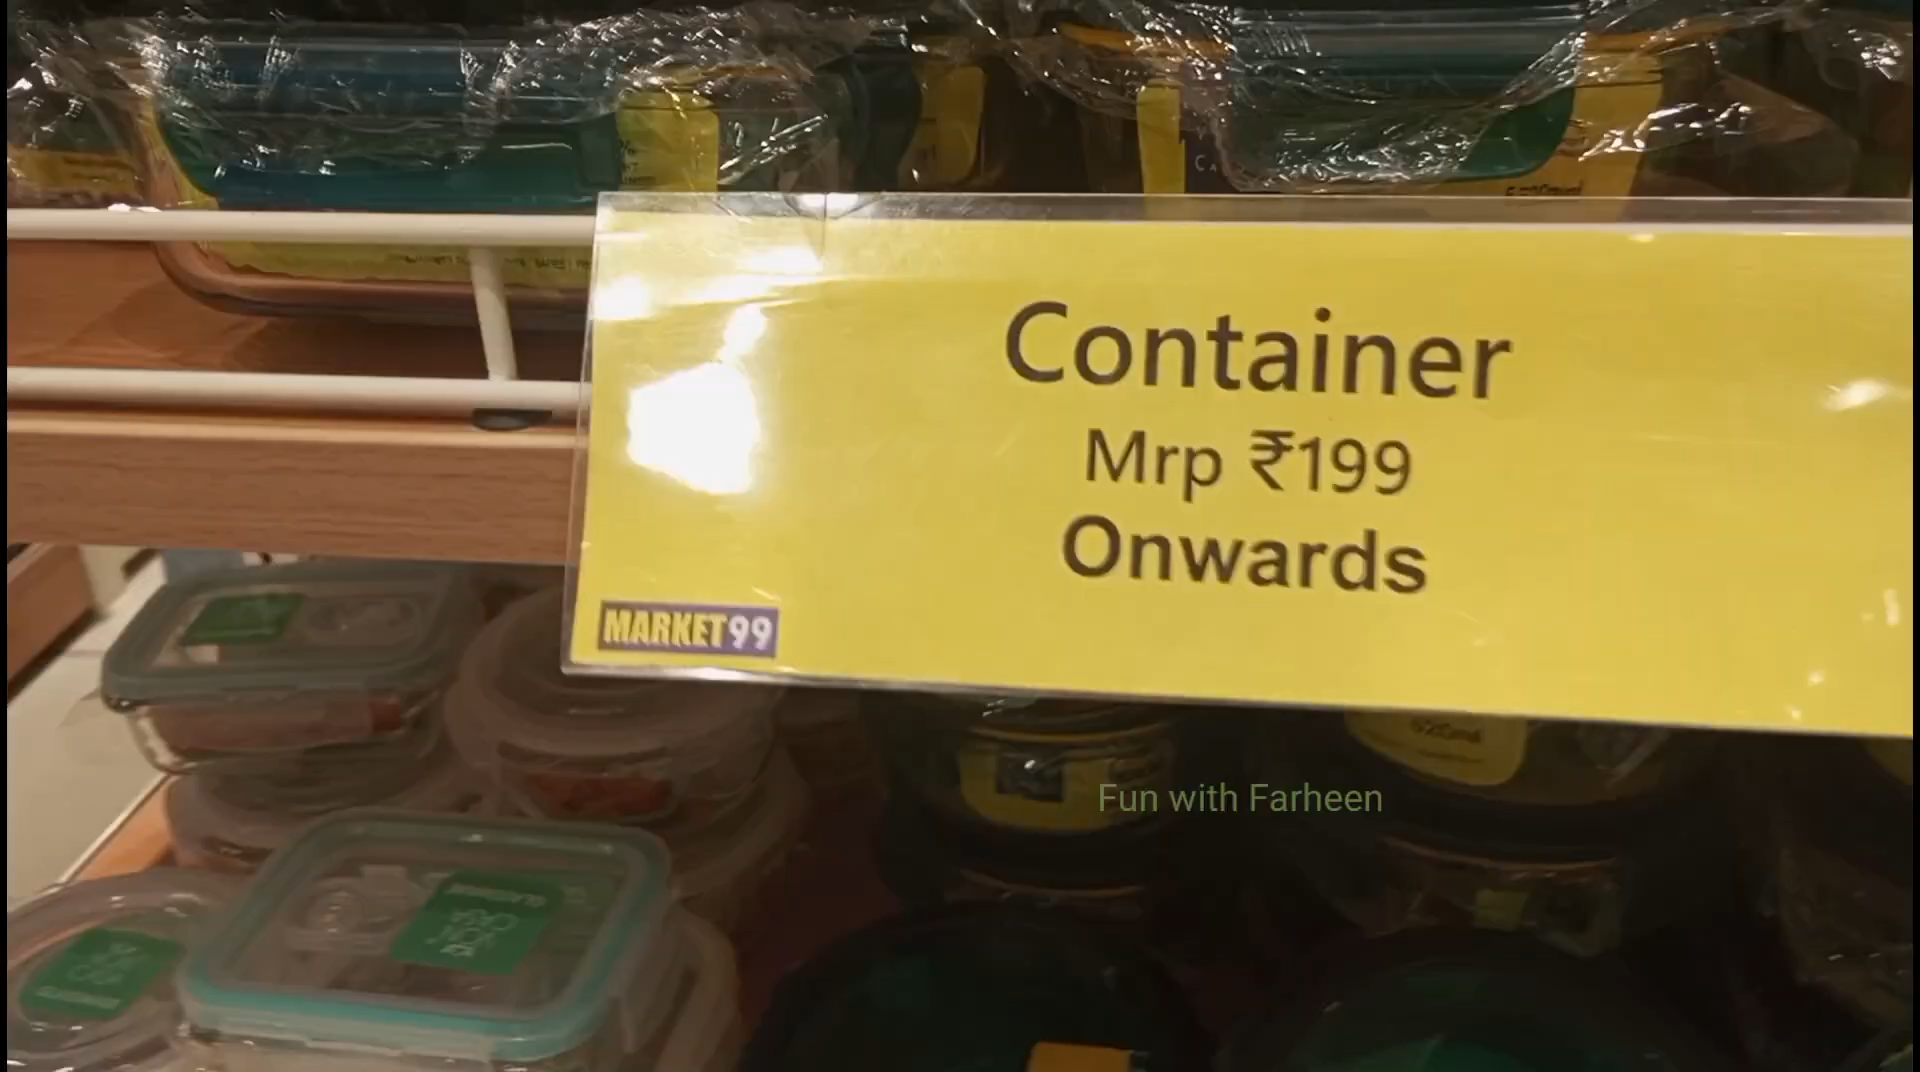 Container
Mrp ₹199
Onwards
MARKET99
Fun with Farheen